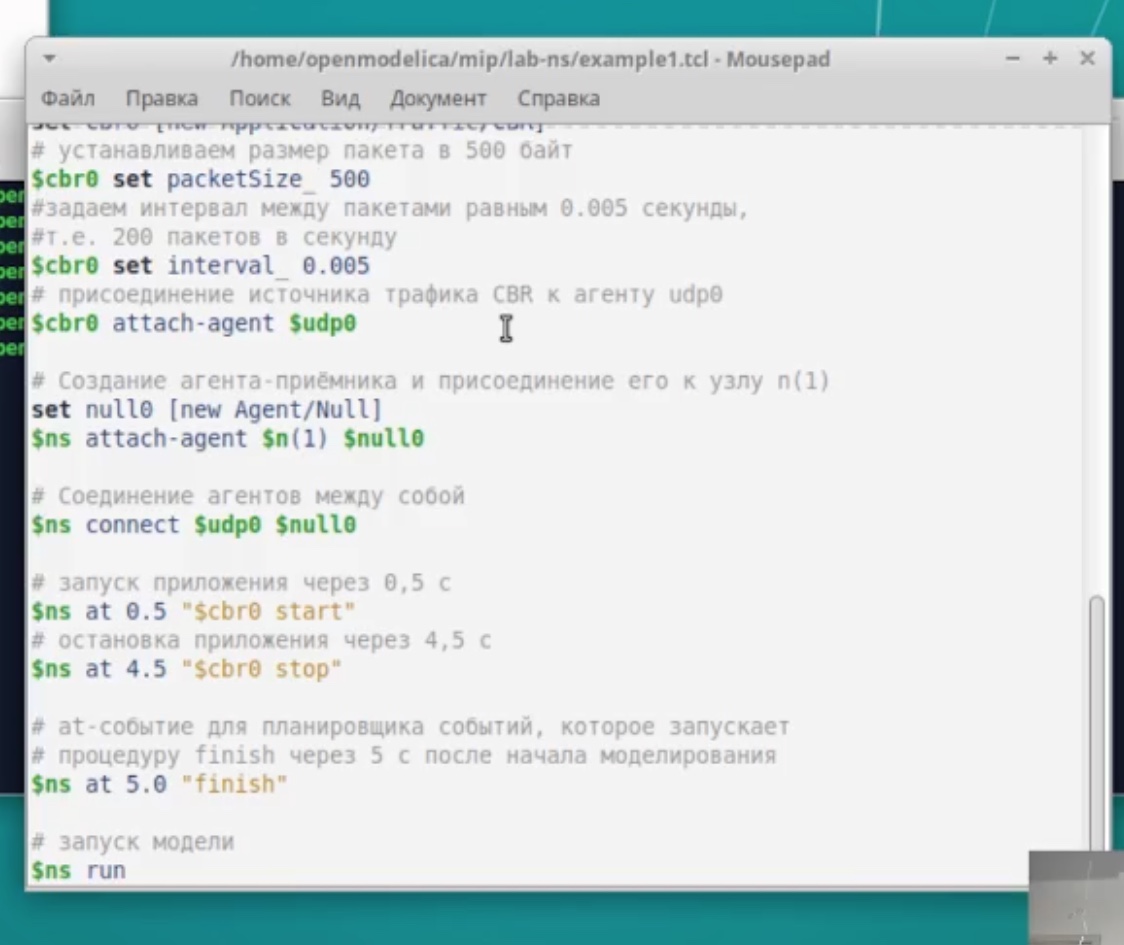 /home/openmodelica/mip/lab-ns/example1.tcl - Mousepad
Файл Правка Поиск Вид Документ Справка
set cbr0 [new Application/Traffic/CBR]
# устанавливаем размер пакета в 500 байт
$cbr0 set packetSize_ 500
#задаем интервал между пакетами равным 0.005 секунды,
#т.е. 200 пакетов в секунду
$cbr0 set interval_ 0.005
# присоединение источника трафика CBR к агенту udp0
$cbr0 attach-agent $udp0
# Создание агента-приёмника и присоединение его к узлу n(1)
set null0 [new Agent/Null]
$ns attach-agent $n(1) $null0
# Соединение агентов между собой
$ns connect $udp0 $null0
# запуск приложения через 0,5 с
$ns at 0.5 "$cbr0 start"
# остановка приложения через 4,5 с
$ns at 4.5 "$cbr0 stop"
# at-событие для планировщика событий, которое запускает
# процедуру finish через 5 с после начала моделирования
$ns at 5.0 "finish"
# запуск модели
$ns run